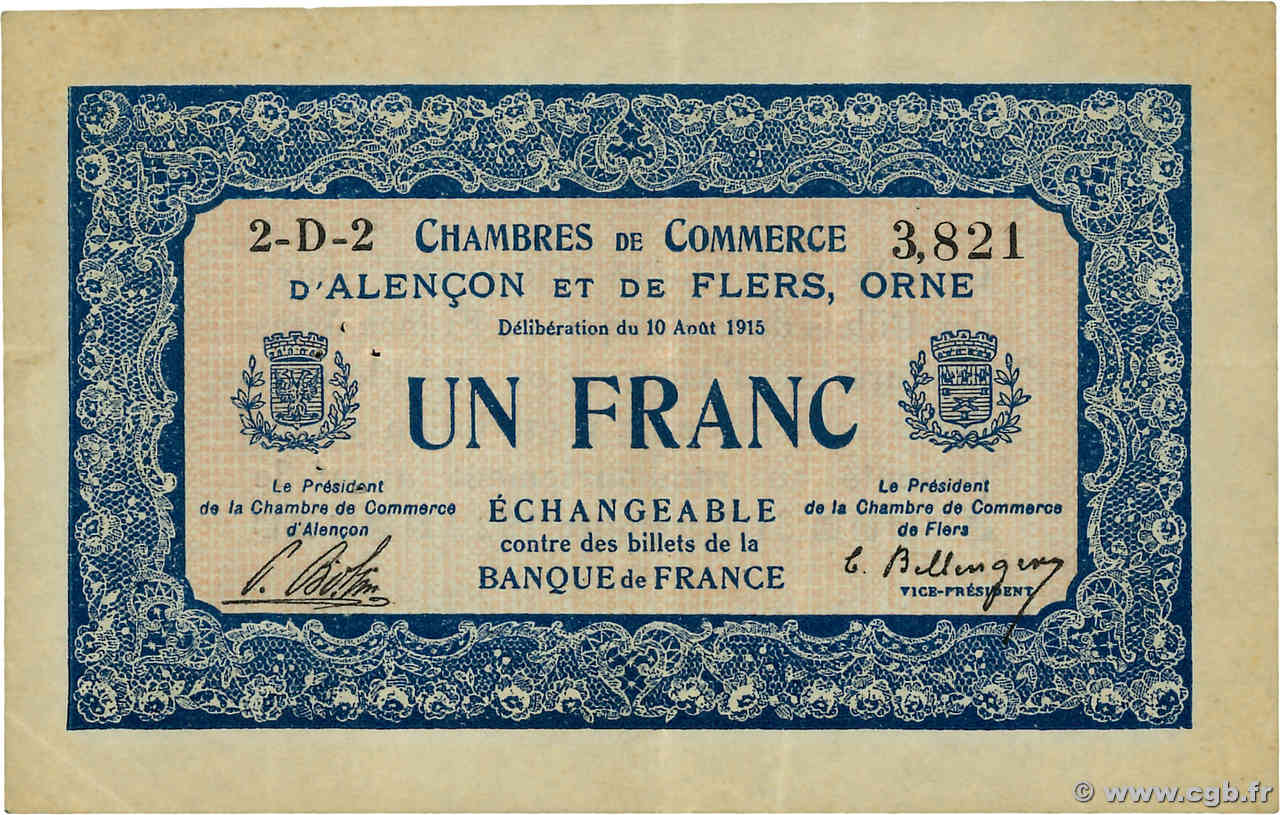 2-D-2 CHAMBRES DE COMMERCE 3,821
D'ALENÇON ET DE FLERS, ORNE
Délibération du 10 Août 1915
UN FRANC
Le Président
de la Chambre de Commerce
d'Alençon
ÉCHANGEABLE
contre des billets de la
BANQUE de FRANCE
Le Président
de la Chambre de Commerce
de Flers
VICE-PRÉSIDENT
© www.cgb.fr